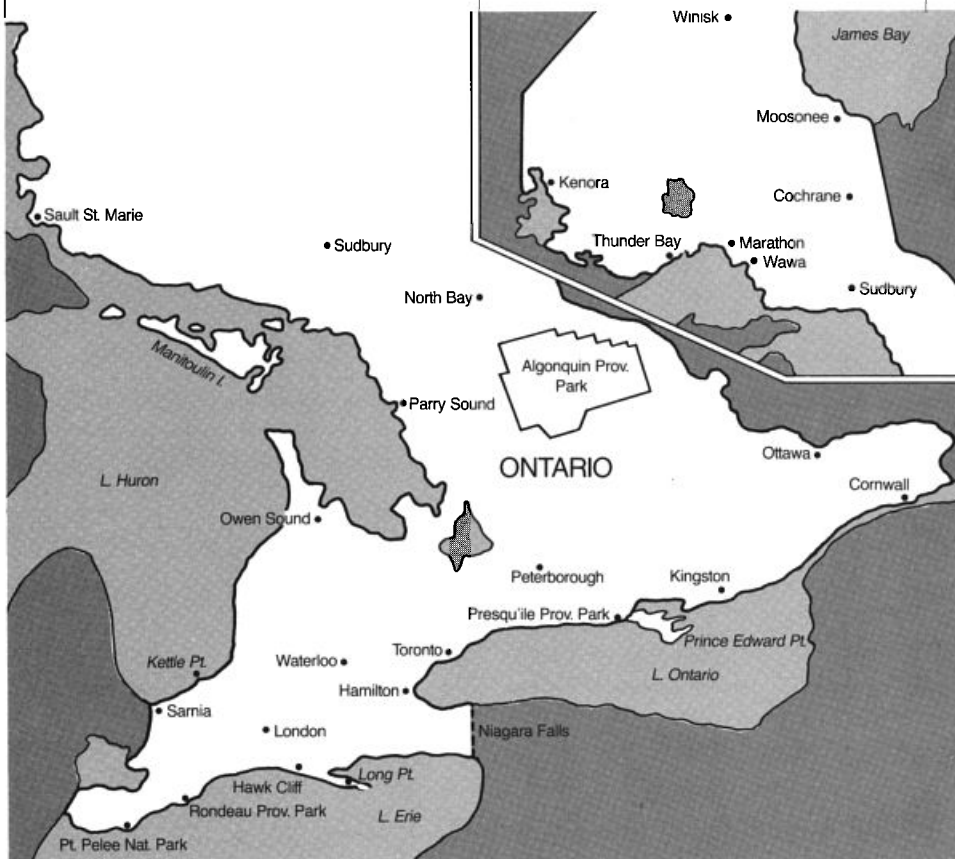 Winisk
James Bay
Moosonee
Kenora
Cochrane
Sault St. Marie
Thunder Bay
Marathon
Wawa
Sudbury
Sudbury
North Bay
Manitoulin I.
Algonquin Prov.
Park
Parry Sound
ONTARIO
Ottawa
L. Huron
Cornwall
Owen Sound
Peterborough
Kingston
Presqu'ile Prov. Park
Prince Edward Pt.
Toronto
Waterloo
Kettle Pt.
L. Ontario
Hamilton
Sarnia
London
Niagara Falls
Long Pt.
Hawk Cliff
Rondeau Prov. Park
L. Erie
Pt. Pelee Nat. Park